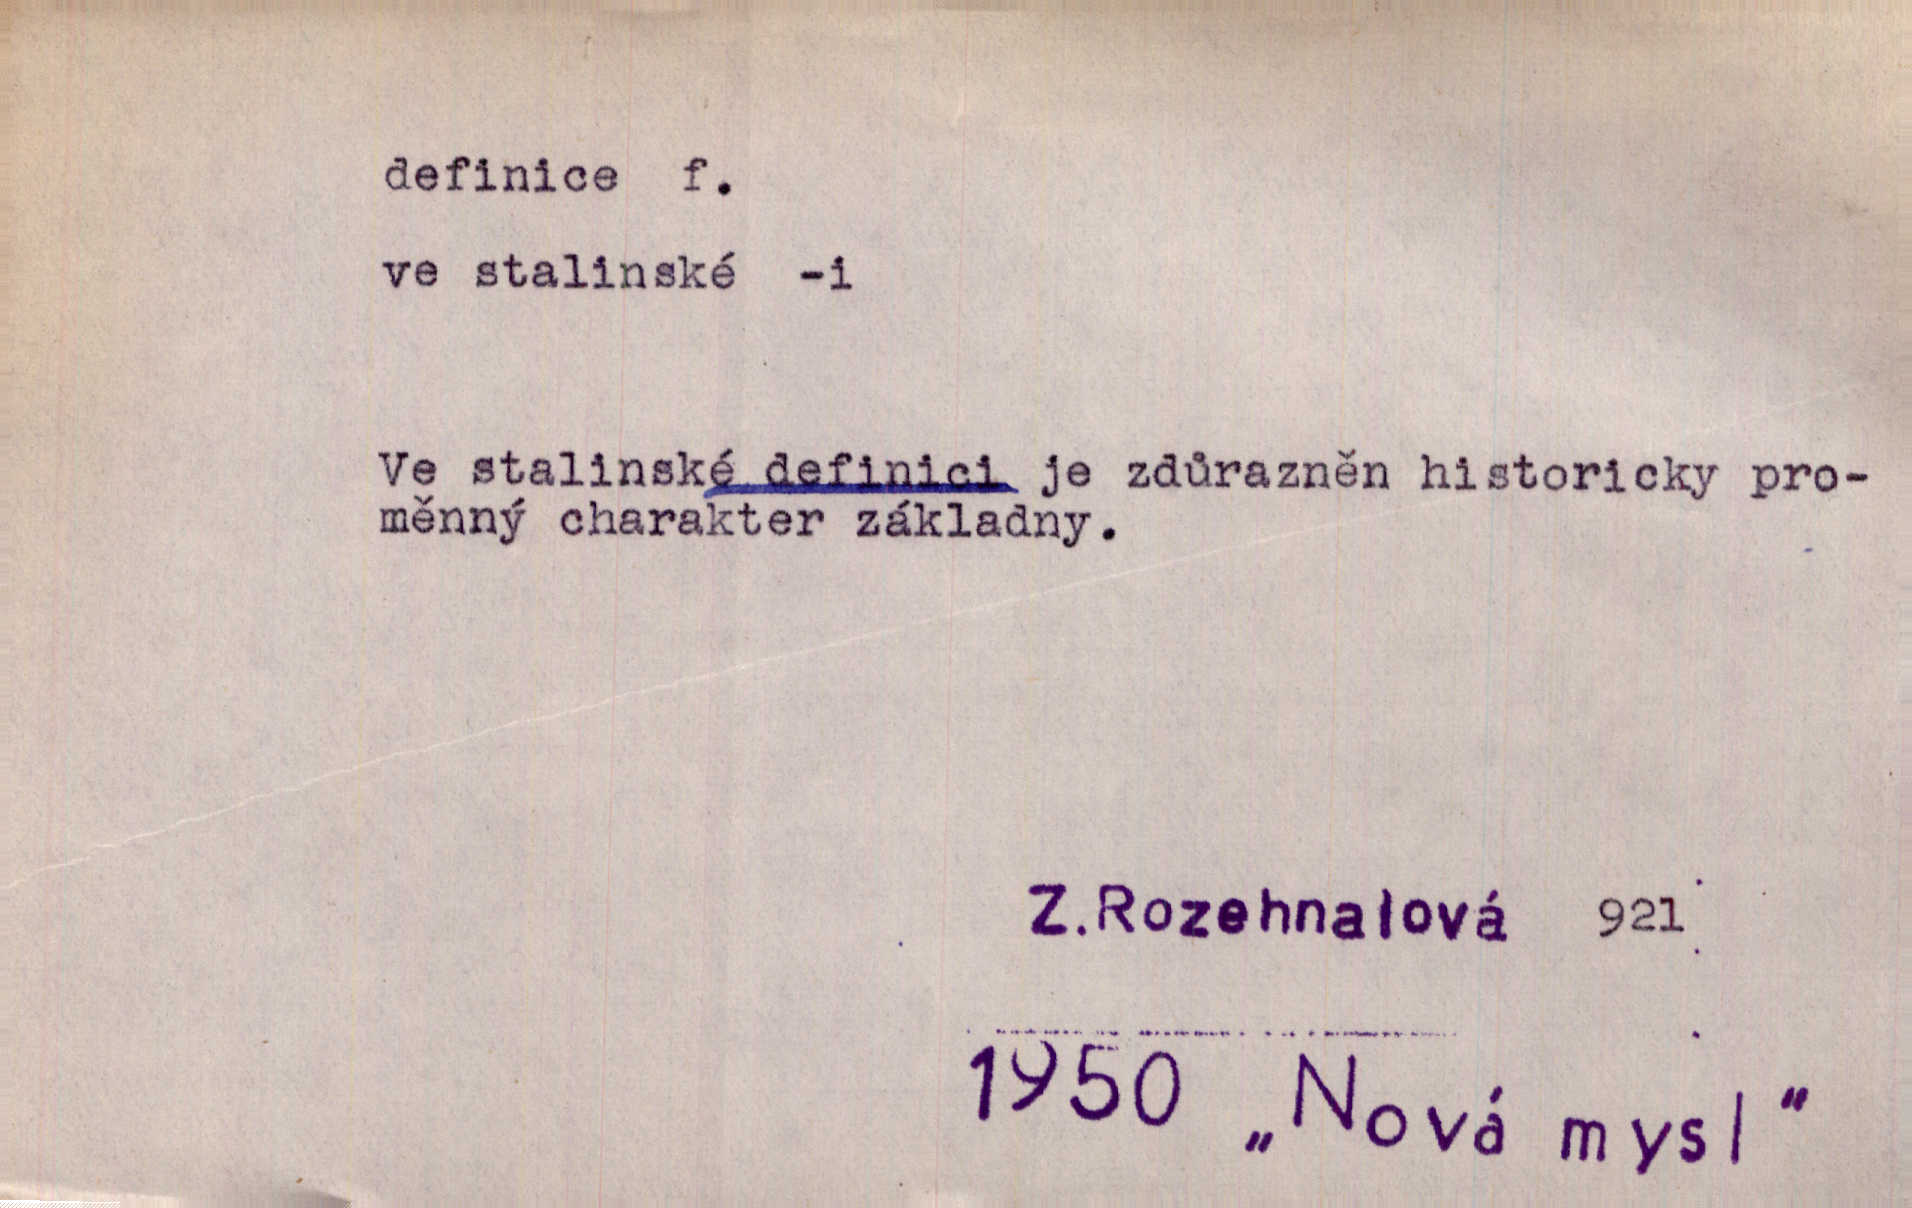 definice f.
ve stalinské -i
Ve stalinské definici je zdůrazněn historicky pro-
měnný charakter základny.
Z.Rozehnalová 921
1950 „Nová mysl“